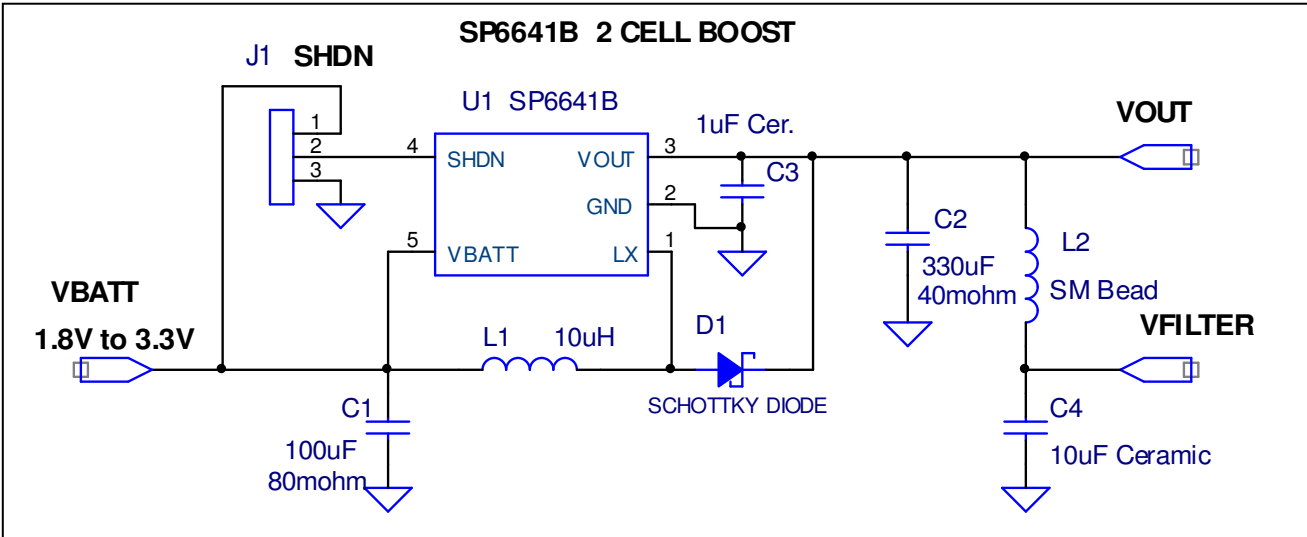 SP6641B 2 CELL BOOST
J1 SHDN
U1 SP6641B
1
2
3
4
SHDN
VOUT
3
1uF Cer.
C3
VOUT
GND
2
5
VBATT
LX
1
C2
330uF
40mohm
L2
SM Bead
VBATT
1.8V to 3.3V
L1
10uH
D1
SCHOTTKY DIODE
VFILTER
C1
100uF
80mohm
C4
10uF Ceramic